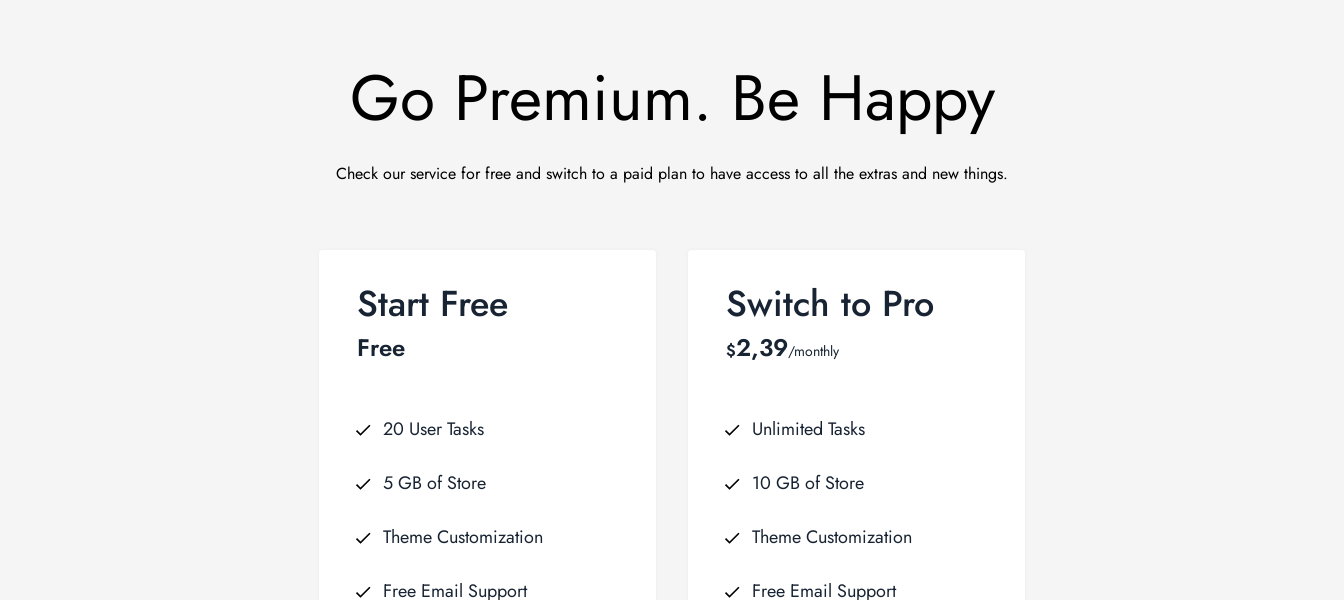 Go Premium. Be Happy
Check our service for free and switch to a paid plan to have access to all the extras and new things.
Start Free
Free
20 User Tasks
5 GB of Store
Theme Customization
Free Email Support
Switch to Pro
$2,39/monthly
Unlimited Tasks
10 GB of Store
Theme Customization
Free Email Support